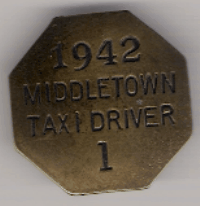 1942
MIDDLETOWN
TAXI DRIVER
1